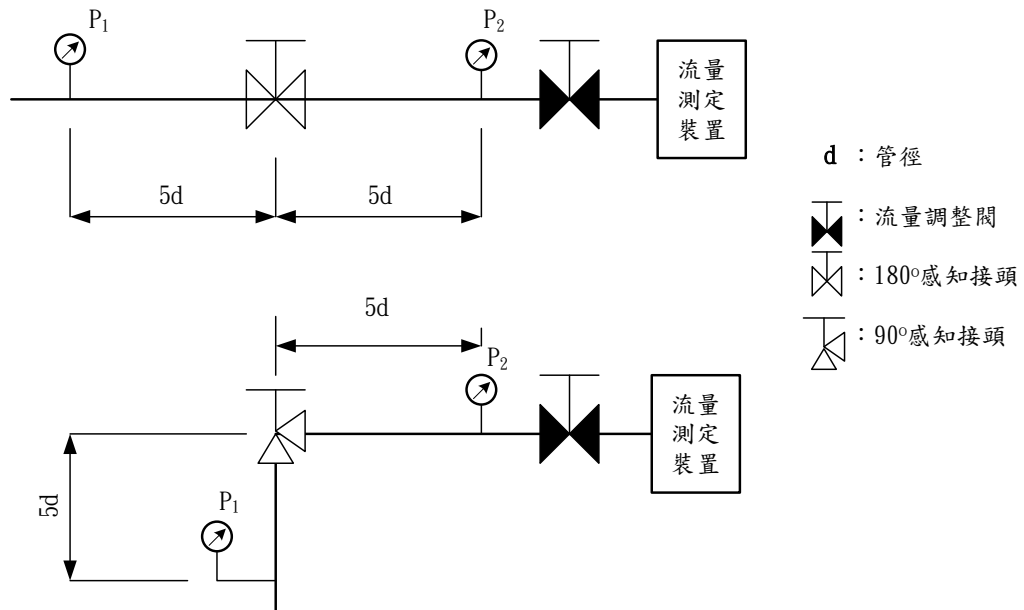 P₁
P₂
流量
測定
裝置
5d
5d
d ：管徑
：流量調整閥
：180°感知接頭
：90°感知接頭
5d
P₂
流量
測定
裝置
5d
P₁